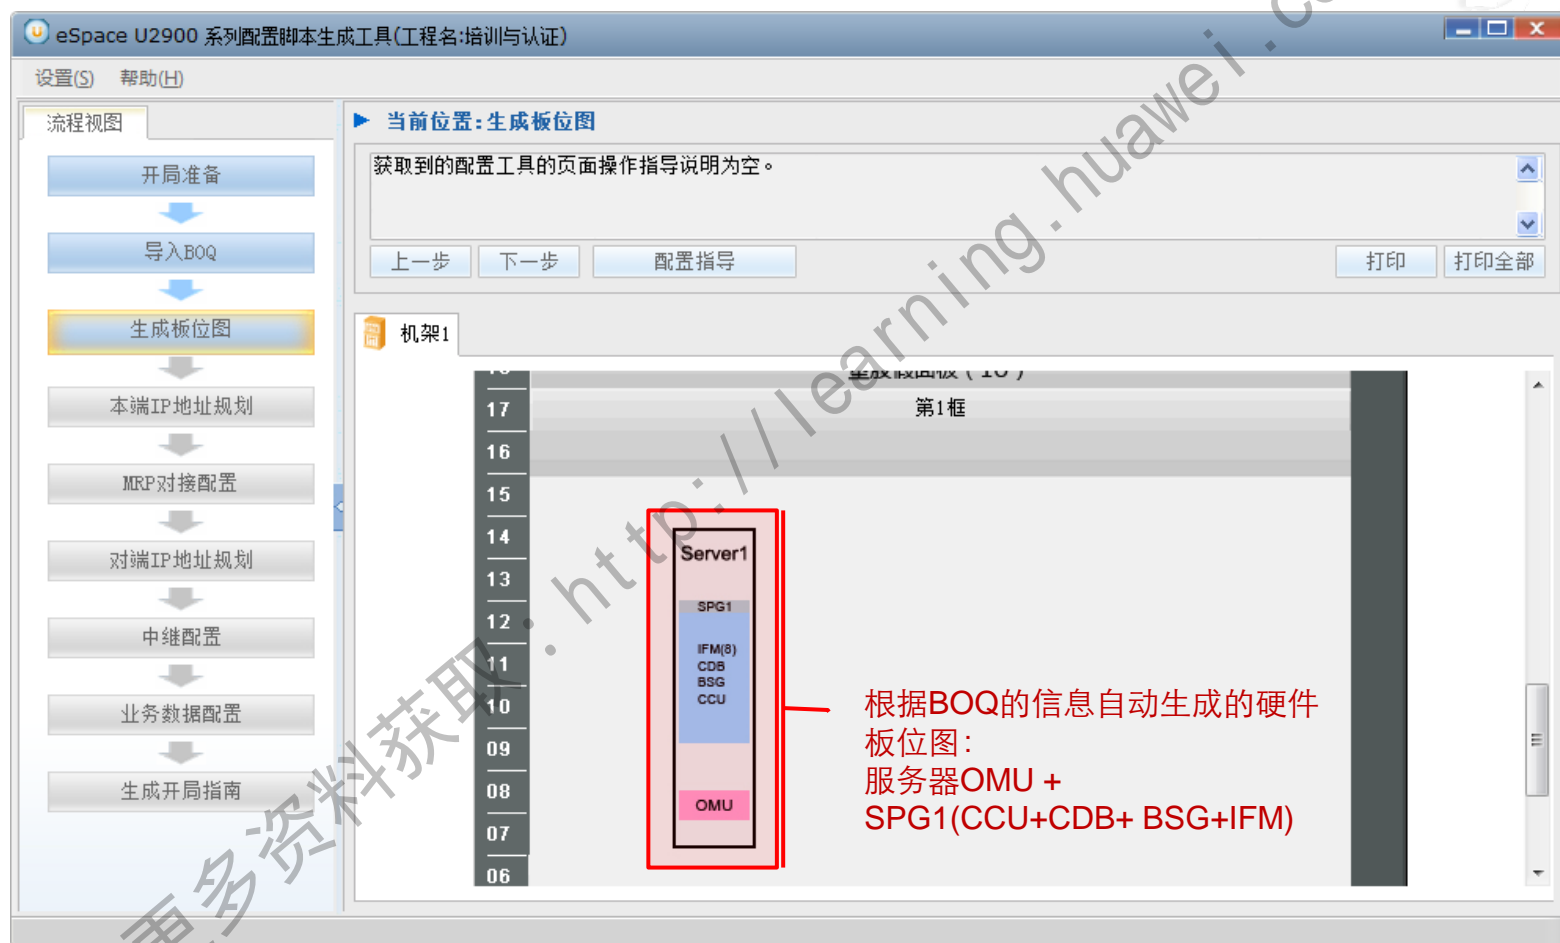 eSpace U2900 系列配置脚本生成工具(工程名:培训与认证)
设置(S) 帮助(H)
流程视图
开局准备
导入BOQ
生成板位图
本端IP地址规划
MRP对接配置
对端IP地址规划
中继配置
业务数据配置
生成开局指南
当前位置:生成板位图
获取到的配置工具的页面操作指导说明为空。
上一步 下一步 配置指导 打印 打印全部
机架1
17 第1框
16
15
14
13
12
11
10
09
08
07
06
Server1
SPG1
IFM(8)
CDB
BSG
CCU
OMU
根据BOQ的信息自动生成的硬件
板位图:
服务器OMU +
SPG1(CCU+CDB+ BSG+IFM)
更多资料获取:http://learning.huawei.co